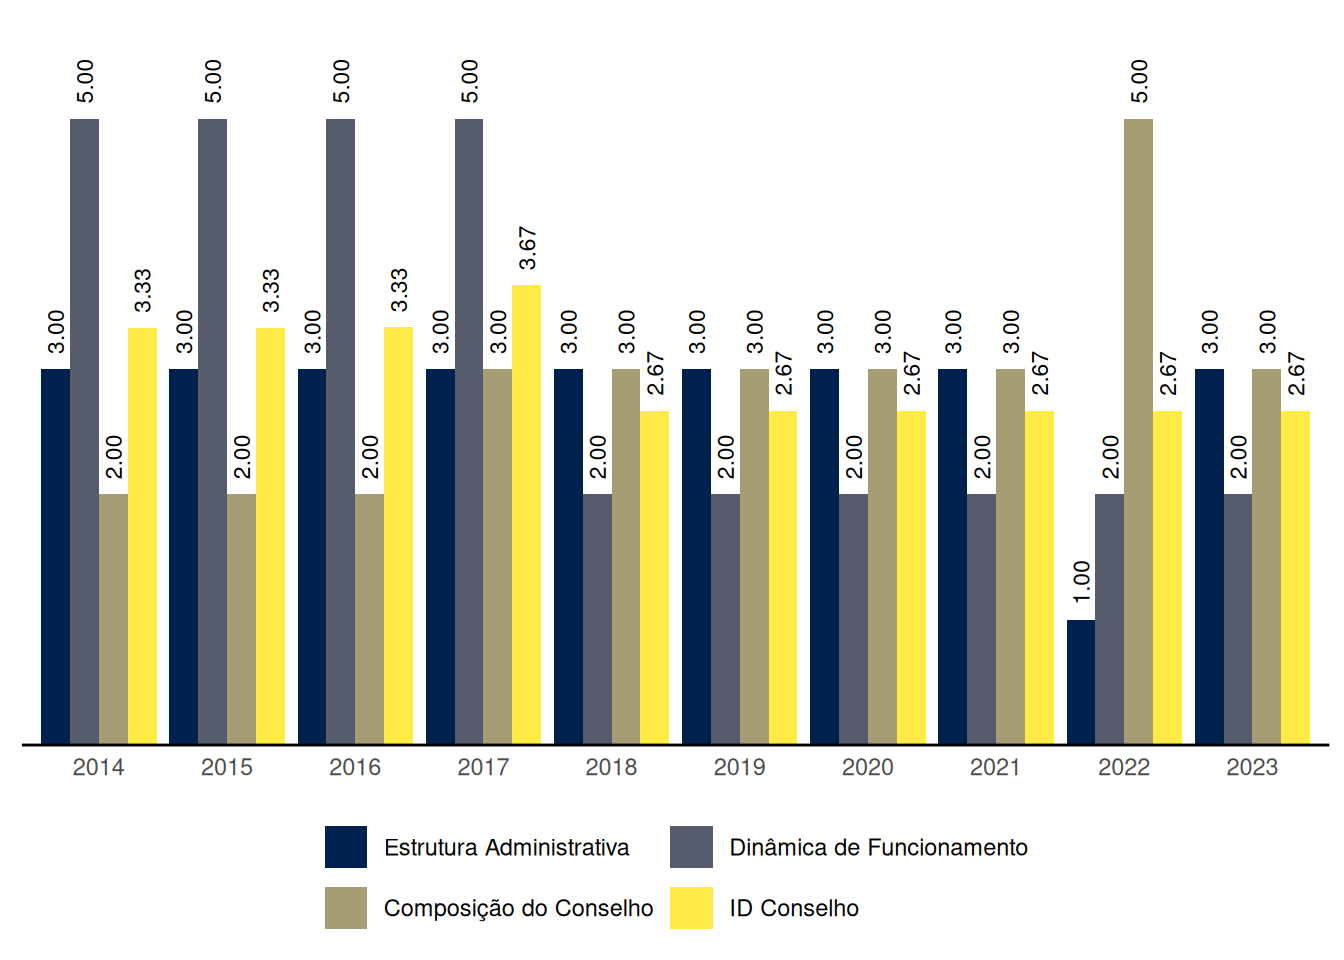 5.00 5.00 5.00 5.00 5.00
3.67
3.00 3.33 3.00 3.33 3.00 3.33 3.00 3.00 3.00 3.00 3.00 3.00 3.00 3.00 3.00 3.00 3.00 3.00
2.67 2.67 2.67 2.67 2.67 2.67
2.00 2.00 2.00 2.00 2.00 2.00 2.00 2.00 2.00
1.00
2014 2015 2016 2017 2018 2019 2020 2021 2022 2023
Estrutura Administrativa Dinâmica de Funcionamento
Composição do Conselho ID Conselho